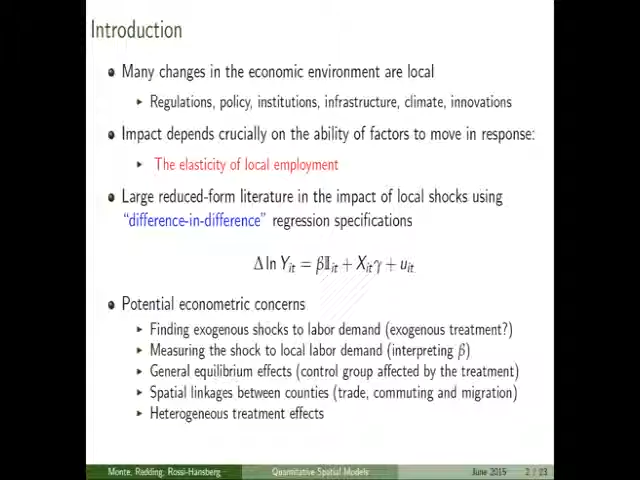 Introduction
Many changes in the economic environment are local
Regulations, policy, institutions, infrastructure, climate, innovations
Impact depends crucially on the ability of factors to move in response:
The elasticity of local employment
Large reduced-form literature in the impact of local shocks using
“difference-in-difference” regression specifications
Δ ln Y_it = β𝕀_it + X_itγ + u_it
Potential econometric concerns
Finding exogenous shocks to labor demand (exogenous treatment?)
Measuring the shock to local labor demand (interpreting β)
General equilibrium effects (control group affected by the treatment)
Spatial linkages between counties (trade, commuting and migration)
Heterogeneous treatment effects
Monte, Redding, Rossi-Hansberg Quantitative Spatial Models June 2015 2 / 23